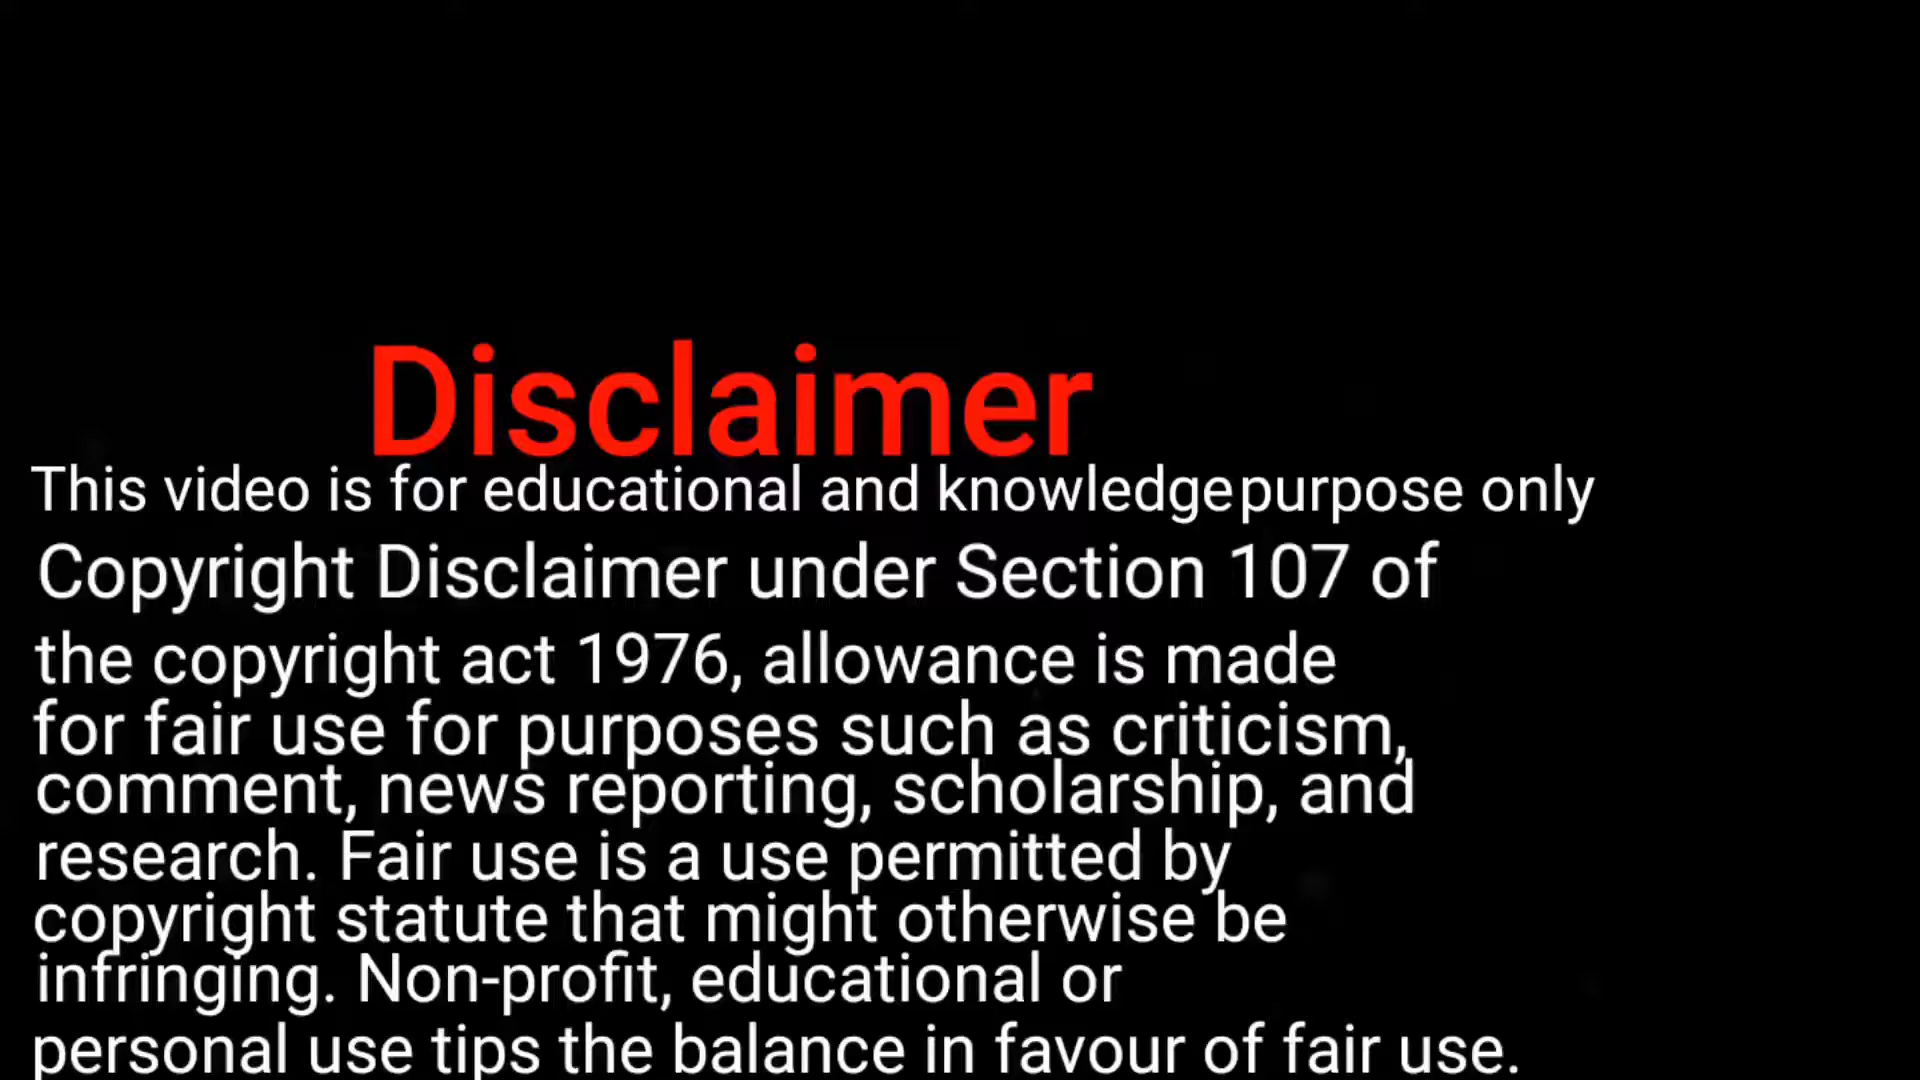 Disclaimer
This video is for educational and knowledge purpose only
Copyright Disclaimer under Section 107 of
the copyright act 1976, allowance is made
for fair use for purposes such as criticism,
comment, news reporting, scholarship, and
research. Fair use is a use permitted by
copyright statute that might otherwise be
infringing. Non-profit, educational or
personal use tips the balance in favour of fair use.